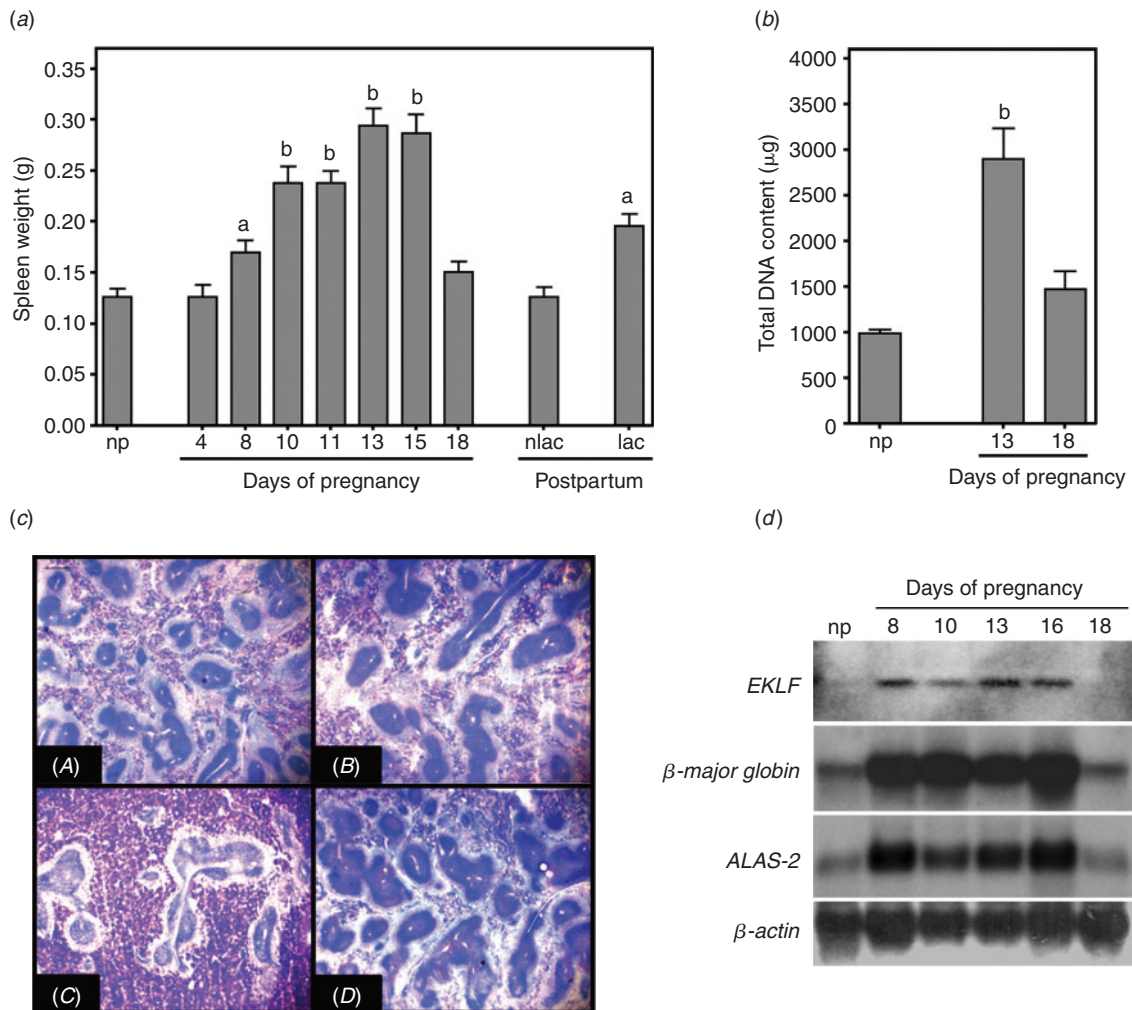 (a)
0.35
0.30
0.25
0.20
0.15
0.10
0.05
0.00
Spleen weight (g)
a
b
b
b
b
a
np
4 8 10 11 13 15 18
nlac lac
Days of pregnancy
Postpartum
(b)
4000
3500
3000
2500
2000
1500
1000
500
0
Total DNA content (μg)
b
np
13 18
Days of pregnancy
(c)
(A)
(B)
(C)
(D)
(d)
Days of pregnancy
np 8 10 13 16 18
EKLF
β-major globin
ALAS-2
β-actin